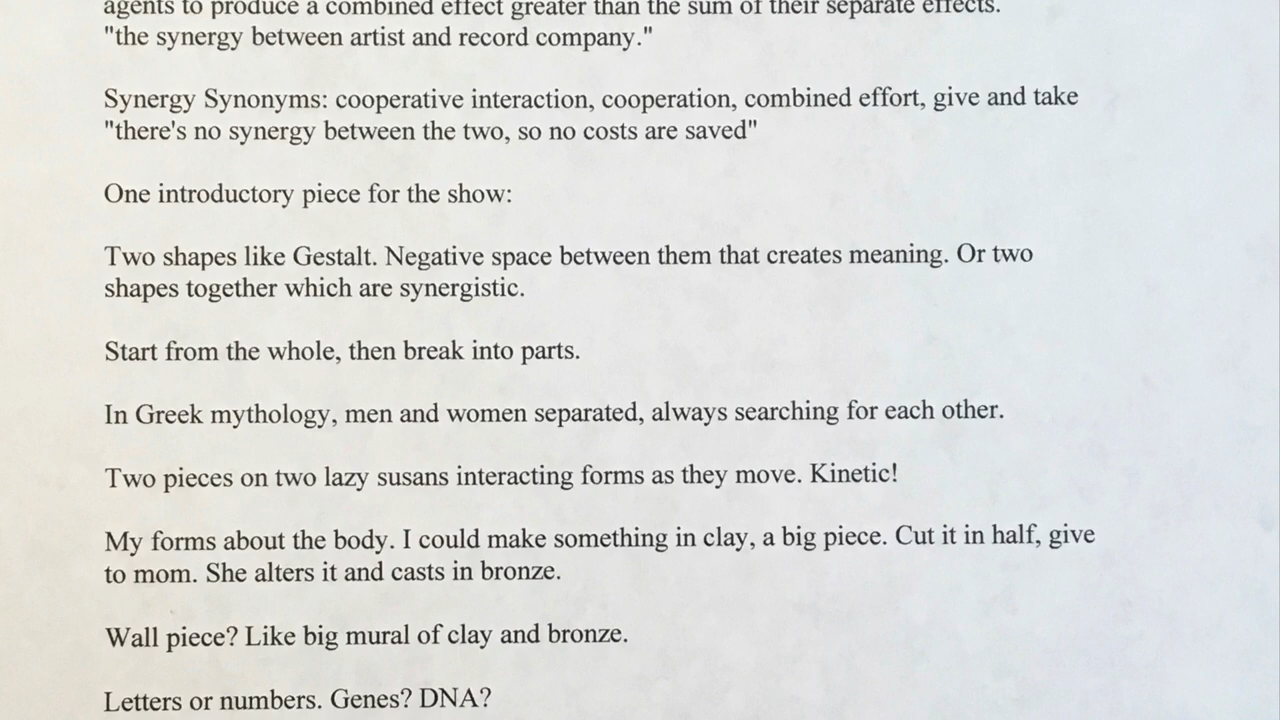 agents to produce a combined effect greater than the sum of their separate effects.
"the synergy between artist and record company."
Synergy Synonyms: cooperative interaction, cooperation, combined effort, give and take
"there's no synergy between the two, so no costs are saved"
One introductory piece for the show:
Two shapes like Gestalt. Negative space between them that creates meaning. Or two
shapes together which are synergistic.
Start from the whole, then break into parts.
In Greek mythology, men and women separated, always searching for each other.
Two pieces on two lazy susans interacting forms as they move. Kinetic!
My forms about the body. I could make something in clay, a big piece. Cut it in half, give
to mom. She alters it and casts in bronze.
Wall piece? Like big mural of clay and bronze.
Letters or numbers. Genes? DNA?